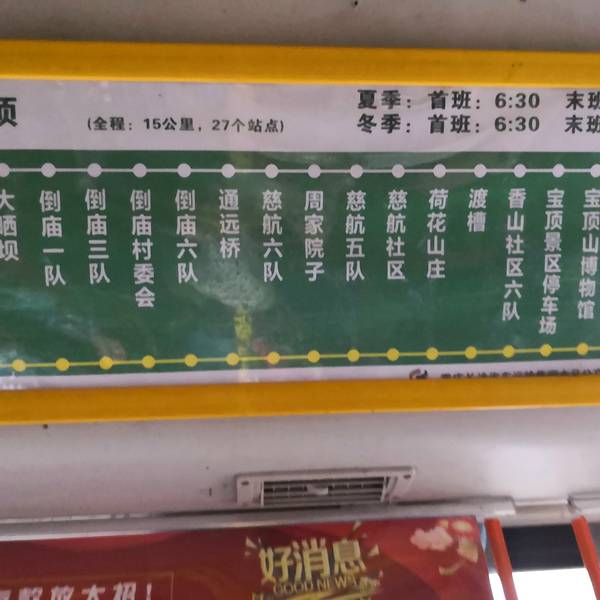 顶
夏季：首班：6:30 末班
冬季：首班：6:30 末班
(全程：15公里，27个站点)
大晒坝
倒庙一队
倒庙三队
倒庙村委会
倒庙六队
通远桥
慈航六队
周家院子
慈航五队
慈航社区
荷花山庄
渡槽
香山社区六队
宝顶景区停车场
宝顶山博物馆
好消息
GOOD NEWS
放大招！